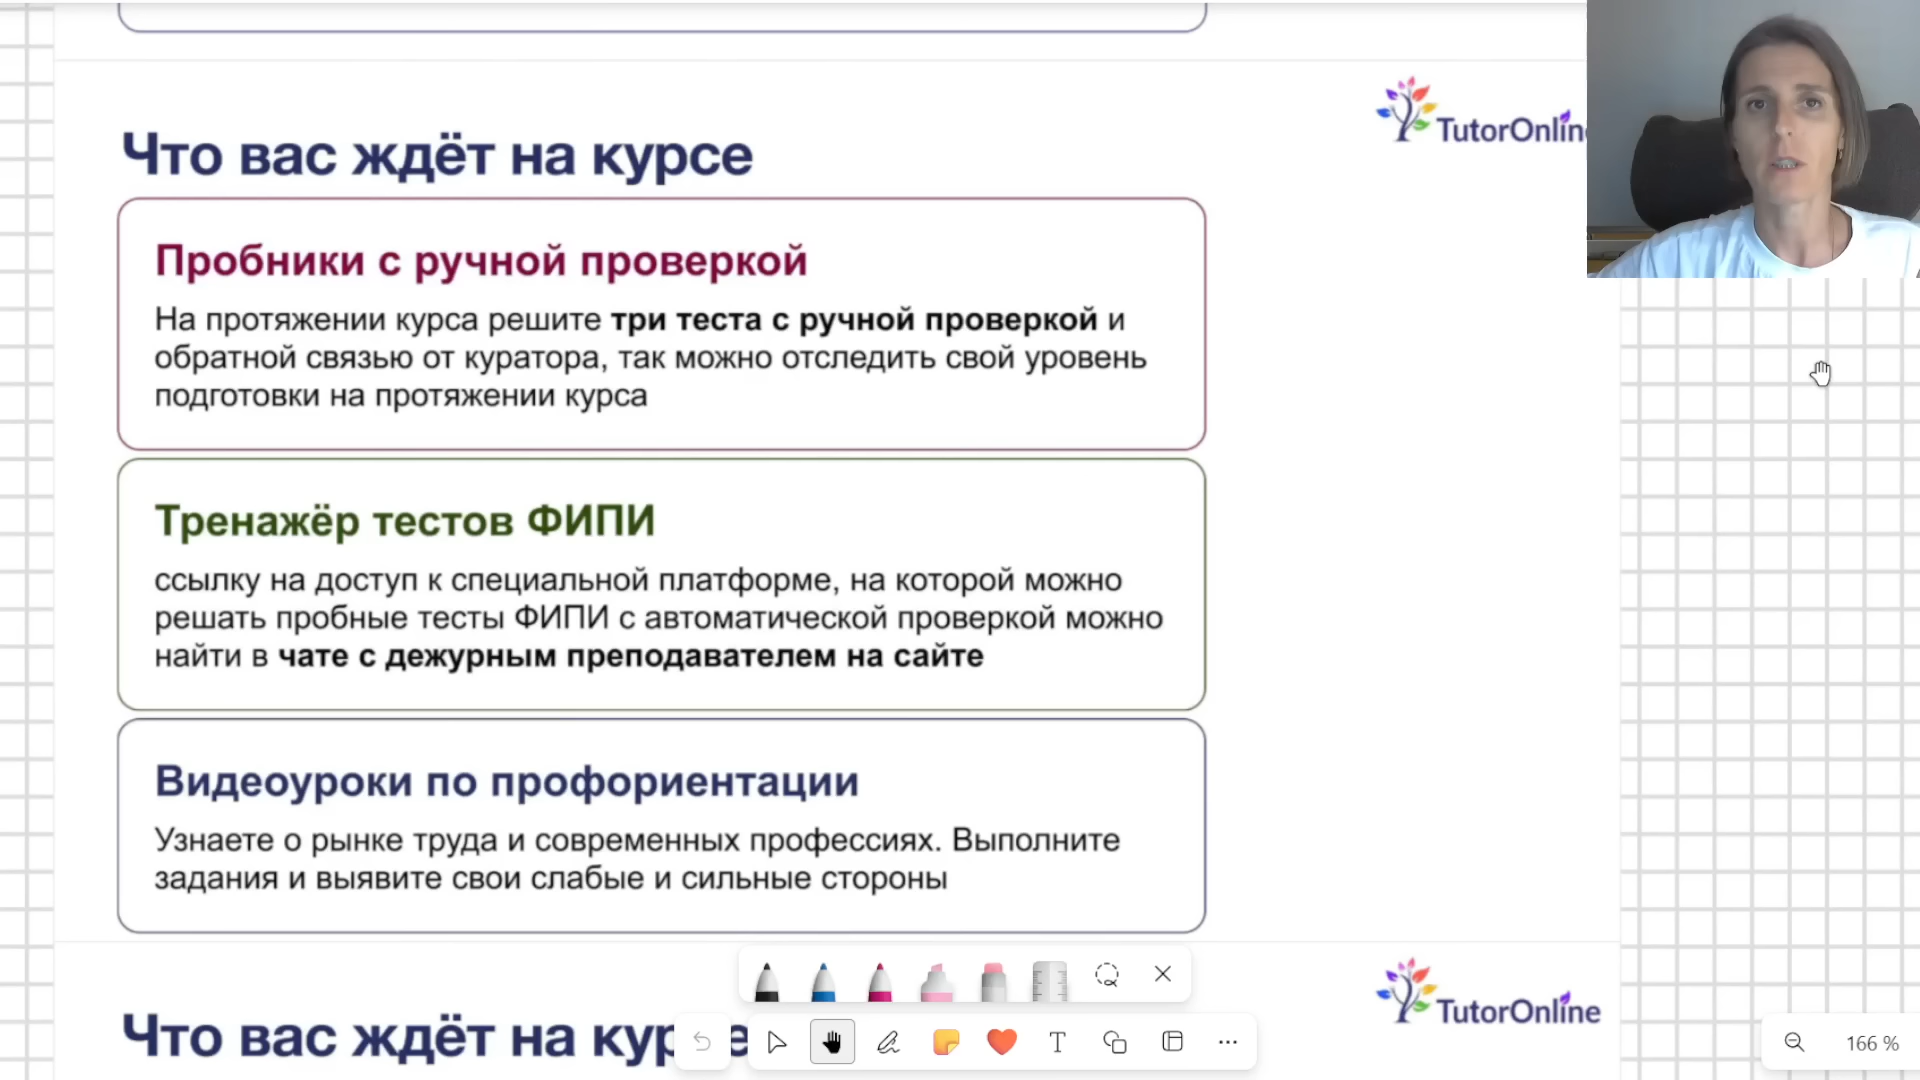 TutorOnlin
Что вас ждёт на курсе
Пробники с ручной проверкой
На протяжении курса решите три теста с ручной проверкой и
обратной связью от куратора, так можно отследить свой уровень
подготовки на протяжении курса
Тренажёр тестов ФИПИ
ссылку на доступ к специальной платформе, на которой можно
решать пробные тесты ФИПИ с автоматической проверкой можно
найти в чате с дежурным преподавателем на сайте
Видеоуроки по профориентации
Узнаете о рынке труда и современных профессиях. Выполните
задания и выявите свои слабые и сильные стороны
TutorOnline
Что вас ждёт на кур е
166 %